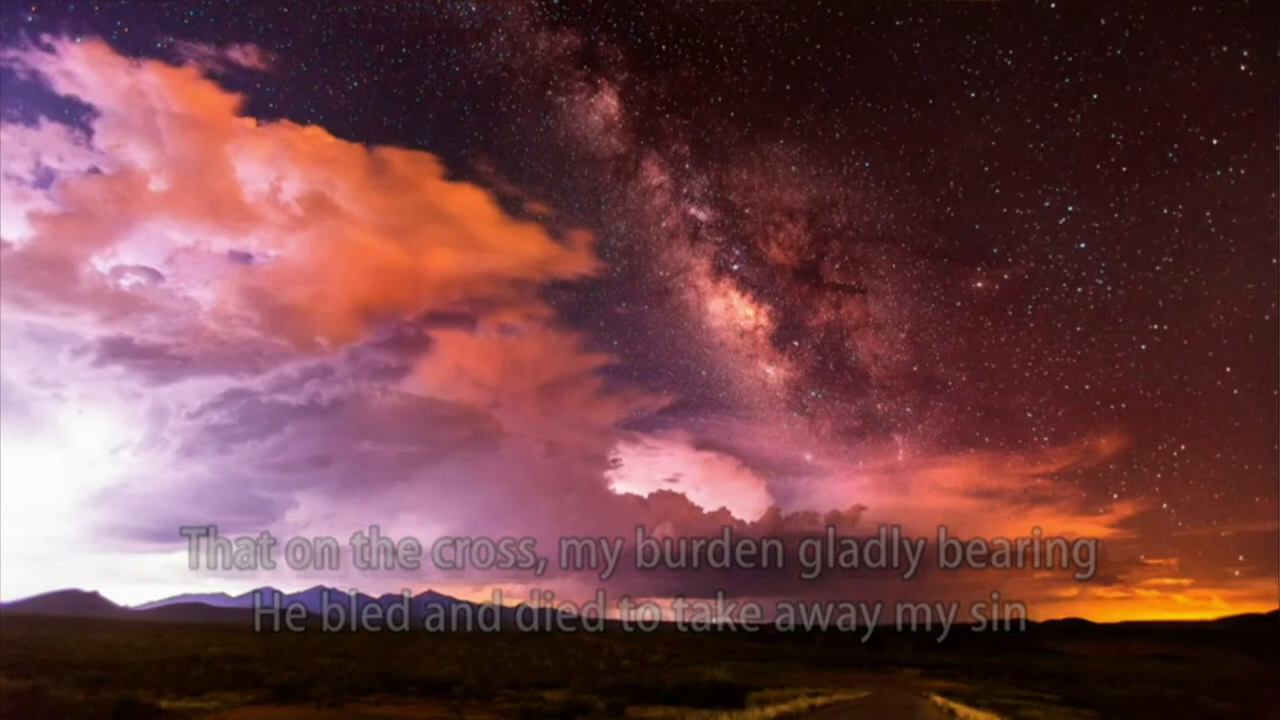 That on the cross, my burden gladly bearing
He bled and died to take away my sin